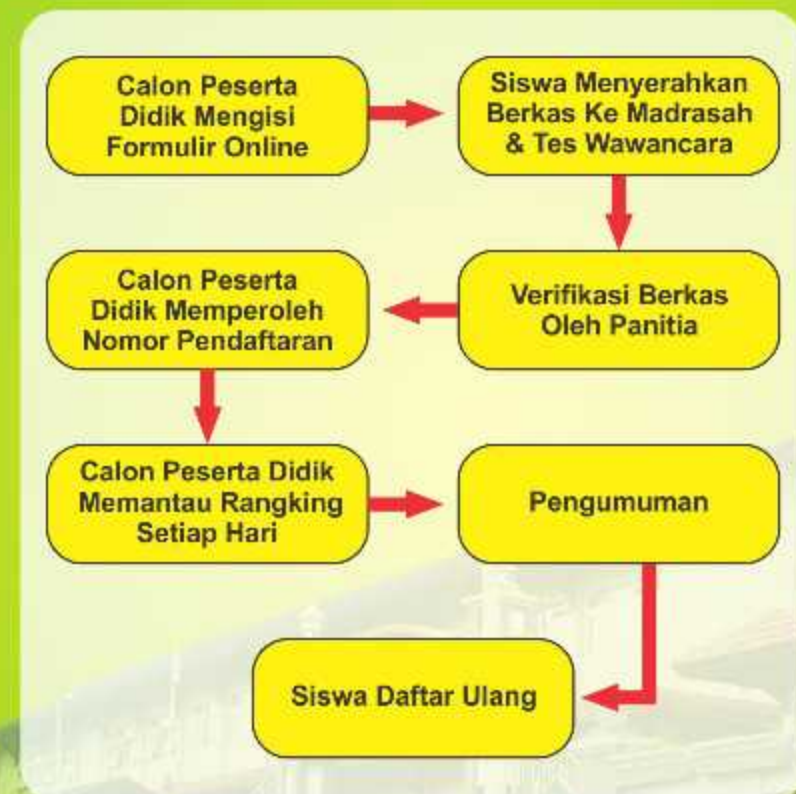 Calon Peserta
Didik Mengisi
Formulir Online
Siswa Menyerahkan
Berkas Ke Madrasah
& Tes Wawancara
Verifikasi Berkas
Oleh Panitia
Calon Peserta
Didik Memperoleh
Nomor Pendaftaran
Calon Peserta Didik
Memantau Rangking
Setiap Hari
Pengumuman
Siswa Daftar Ulang